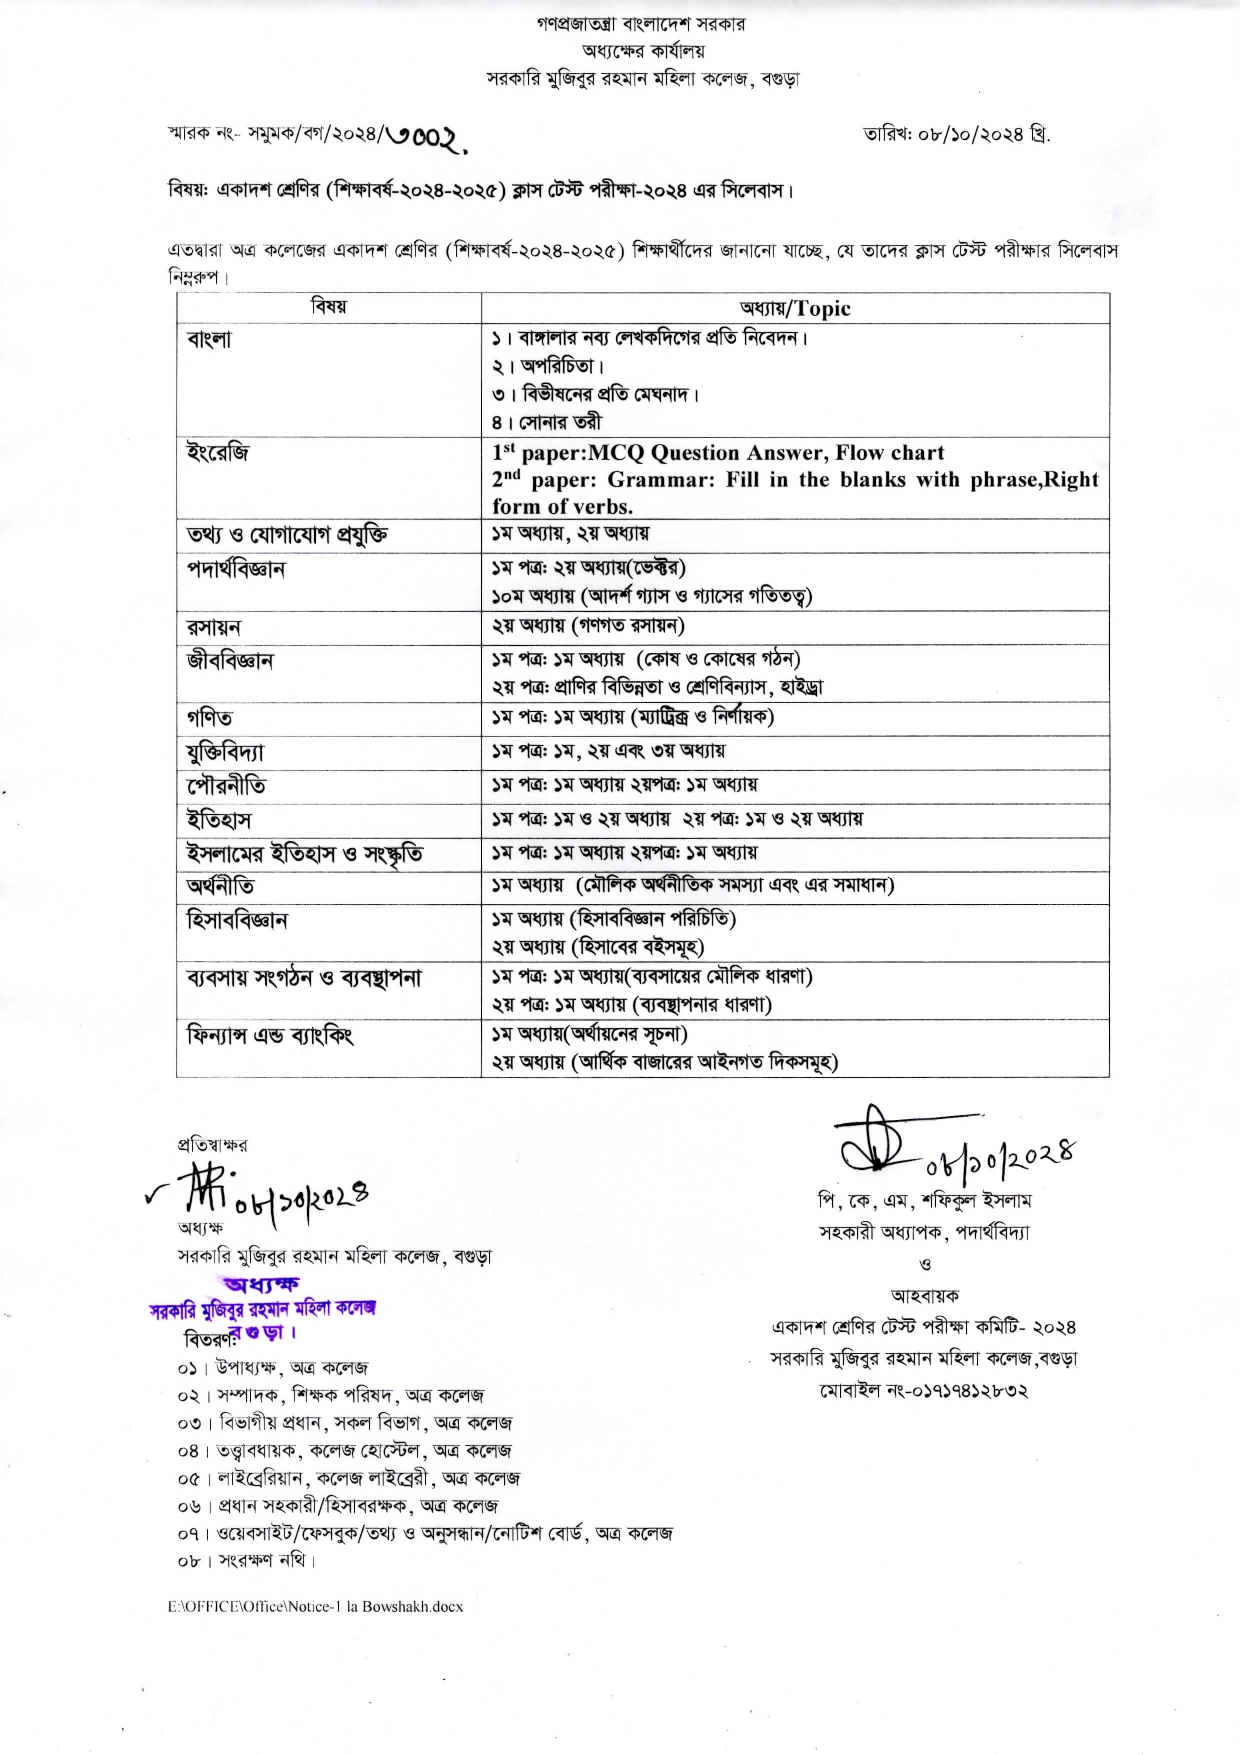 গণপ্রজাতন্ত্রী বাংলাদেশ সরকার
অধ্যক্ষের কার্যালয়
সরকারি মুজিবুর রহমান মহিলা কলেজ, বগুড়া
স্মারক নং- সমুমক/বগ/২০২৪/৩০০২.
তারিখ: ০৮/১০/২০২৪ খ্রি.
বিষয়: একাদশ শ্রেণির (শিক্ষাবর্ষ-২০২৪-২০২৫) ক্লাস টেস্ট পরীক্ষা-২০২৪ এর সিলেবাস।
এতদ্বারা অত্র কলেজের একাদশ শ্রেণির (শিক্ষাবর্ষ-২০২৪-২০২৫) শিক্ষার্থীদের জানানো যাচ্ছে, যে তাদের ক্লাস টেস্ট পরীক্ষার সিলেবাস
নিম্নরুপ।
বিষয় অধ্যায়/Topic
বাংলা ১। বাঙ্গালার নব্য লেখকদিগের প্রতি নিবেদন।
২। অপরিচিতা।
৩। বিভীষনের প্রতি মেঘনাদ।
৪। সোনার তরী
ইংরেজি 1st paper:MCQ Question Answer, Flow chart
2nd paper: Grammar: Fill in the blanks with phrase,Right
form of verbs.
তথ্য ও যোগাযোগ প্রযুক্তি ১ম অধ্যায়, ২য় অধ্যায়
পদার্থবিজ্ঞান ১ম পত্র: ২য় অধ্যায়(ভেক্টর)
১০ম অধ্যায় (আদর্শ গ্যাস ও গ্যাসের গতিতত্ব)
রসায়ন ২য় অধ্যায় (গণগত রসায়ন)
জীববিজ্ঞান ১ম পত্র: ১ম অধ্যায় (কোষ ও কোষের গঠন)
২য় পত্র: প্রাণির বিভিন্নতা ও শ্রেণিবিন্যাস, হাইড্রা
গণিত ১ম পত্র: ১ম অধ্যায় (ম্যাট্রিক্স ও নির্ণায়ক)
যুক্তিবিদ্যা ১ম পত্র: ১ম, ২য় এবং ৩য় অধ্যায়
পৌরনীতি ১ম পত্র: ১ম অধ্যায় ২য়পত্র: ১ম অধ্যায়
ইতিহাস ১ম পত্র: ১ম ও ২য় অধ্যায় ২য় পত্র: ১ম ও ২য় অধ্যায়
ইসলামের ইতিহাস ও সংস্কৃতি ১ম পত্র: ১ম অধ্যায় ২য়পত্র: ১ম অধ্যায়
অর্থনীতি ১ম অধ্যায় (মৌলিক অর্থনীতিক সমস্যা এবং এর সমাধান)
হিসাববিজ্ঞান ১ম অধ্যায় (হিসাববিজ্ঞান পরিচিতি)
২য় অধ্যায় (হিসাবের বইসমূহ)
ব্যবসায় সংগঠন ও ব্যবস্থাপনা ১ম পত্র: ১ম অধ্যায়(ব্যবসায়ের মৌলিক ধারণা)
২য় পত্র: ১ম অধ্যায় (ব্যবস্থাপনার ধারণা)
ফিন্যান্স এন্ড ব্যাংকিং ১ম অধ্যায়(অর্থায়নের সূচনা)
২য় অধ্যায় (আর্থিক বাজারের আইনগত দিকসমূহ)
প্রতিস্বাক্ষর
০৮/১০/২০২৪
অধ্যক্ষ
সরকারি মুজিবুর রহমান মহিলা কলেজ, বগুড়া
অধ্যক্ষ
সরকারি মুজিবুর রহমান মহিলা কলেজ
বগুড়া।
০৮/১০/২০২৪
পি, কে, এম, শফিকুল ইসলাম
সহকারী অধ্যাপক, পদার্থবিদ্যা
ও
আহবায়ক
একাদশ শ্রেণির টেস্ট পরীক্ষা কমিটি- ২০২৪
সরকারি মুজিবুর রহমান মহিলা কলেজ,বগুড়া
মোবাইল নং-০১৭১৭৪১২৮৩২
বিতরণ:
০১। উপাধ্যক্ষ, অত্র কলেজ
০২। সম্পাদক, শিক্ষক পরিষদ, অত্র কলেজ
০৩। বিভাগীয় প্রধান, সকল বিভাগ, অত্র কলেজ
০৪। তত্ত্বাবধায়ক, কলেজ হোস্টেল, অত্র কলেজ
০৫। লাইব্রেরিয়ান, কলেজ লাইব্রেরী, অত্র কলেজ
০৬। প্রধান সহকারী/হিসাবরক্ষক, অত্র কলেজ
০৭। ওয়েবসাইট/ফেসবুক/তথ্য ও অনুসন্ধান/নোটিশ বোর্ড, অত্র কলেজ
০৮। সংরক্ষণ নথি।
E:\OFFICE\Office\Notice-1 la Bowshakh.docx